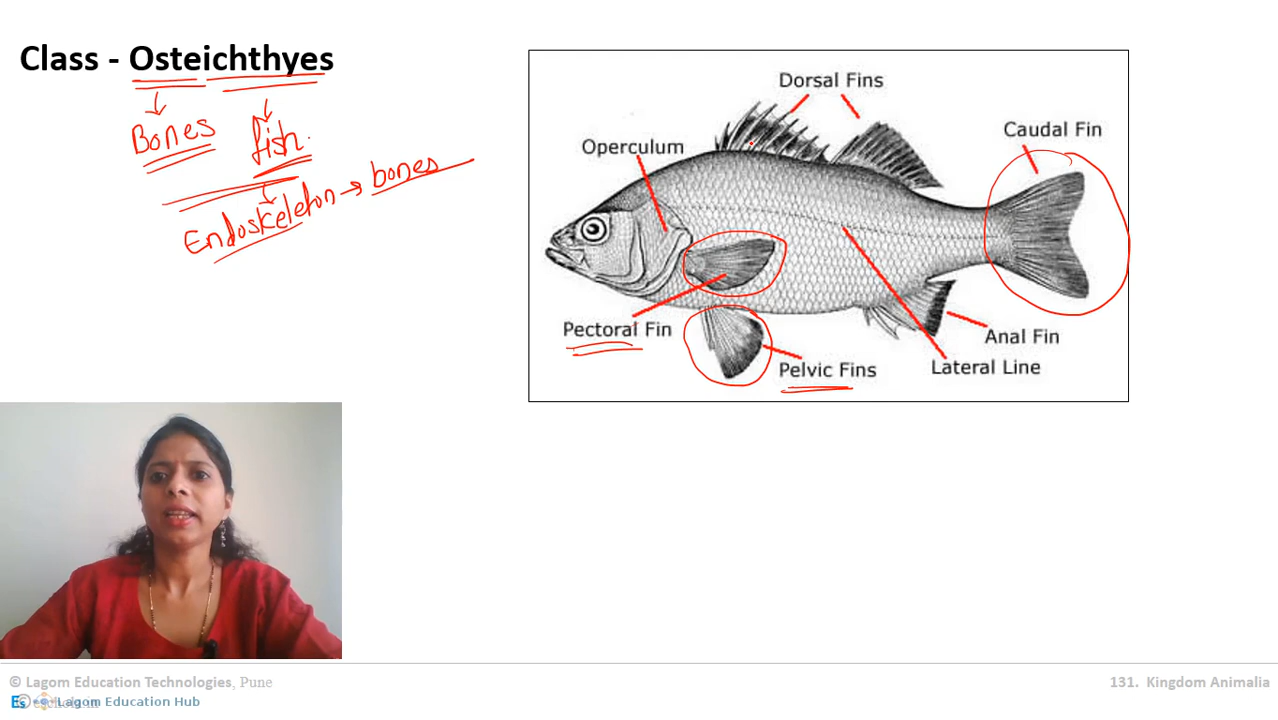 Class - Osteichthyes
Bones
fish.
Endoskeleton → bones
Dorsal Fins
Caudal Fin
Operculum
Pectoral Fin
Pelvic Fins
Anal Fin
Lateral Line
© Lagom Education Technologies, Pune
131. Kingdom Animalia
Lagom Education Hub